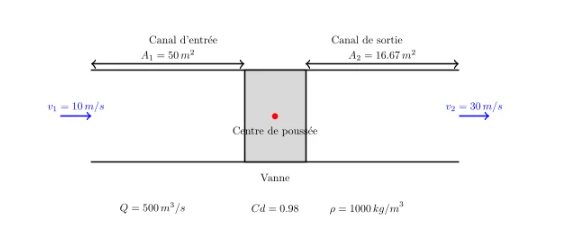 Canal d'entrée
A₁ = 50 m²
Canal de sortie
A₂ = 16.67 m²
v₁ = 10 m/s
v₂ = 30 m/s
Centre de poussée
Vanne
Q = 500 m³/s
Cd = 0.98
ρ = 1000 kg/m³